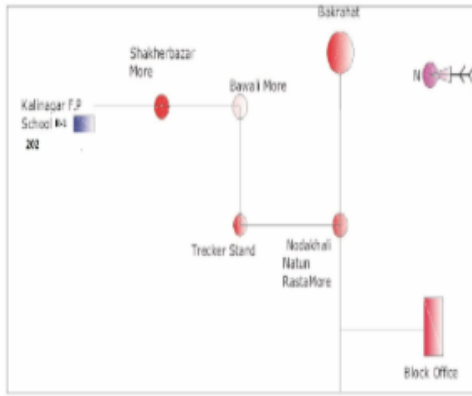 Bakrahat
Shakherbazar
More
N
Bawali More
Kalinagar F.P
School
202
Trecker Stand
Nodakhali
Natun
RastaMore
Block Office